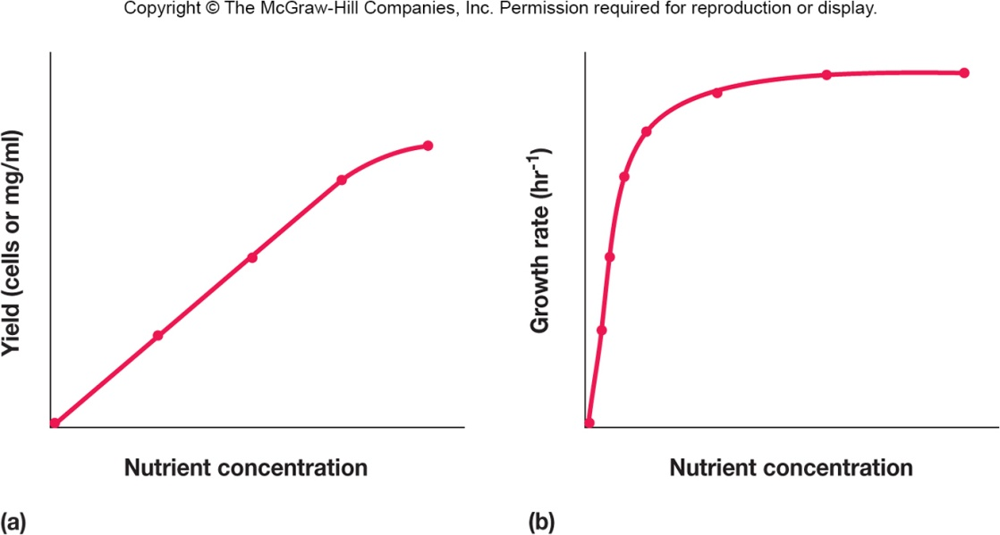 Copyright © The McGraw-Hill Companies, Inc. Permission required for reproduction or display.
Yield (cells or mg/ml)
Nutrient concentration
(a)
Growth rate (hr⁻¹)
Nutrient concentration
(b)